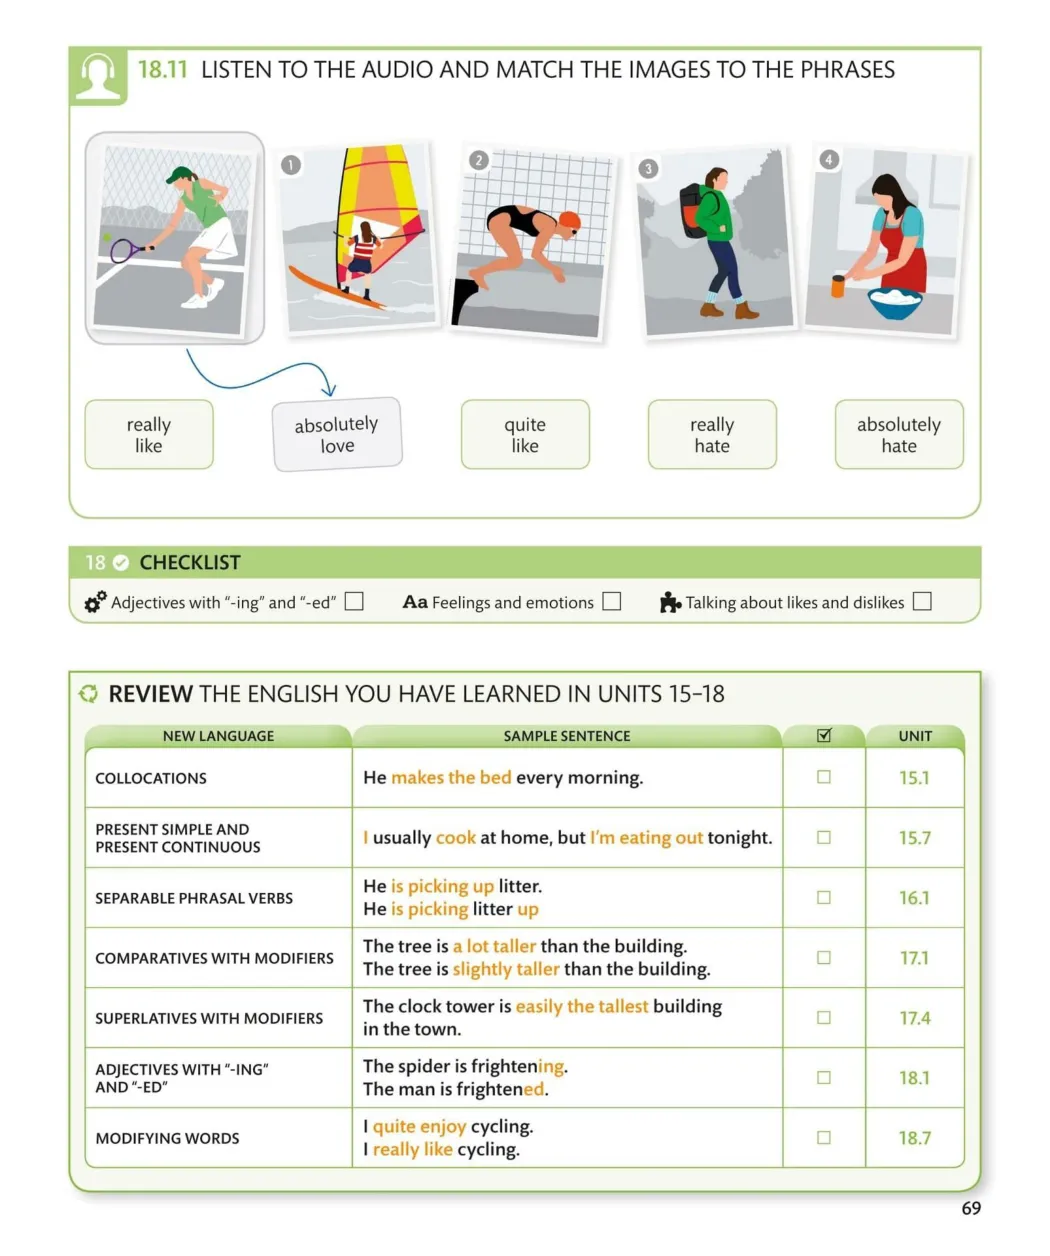 18.11 LISTEN TO THE AUDIO AND MATCH THE IMAGES TO THE PHRASES
1
2
3
4
really
like
absolutely
love
quite
like
really
hate
absolutely
hate
18 CHECKLIST
Adjectives with “-ing” and “-ed”
Aa Feelings and emotions
Talking about likes and dislikes
REVIEW THE ENGLISH YOU HAVE LEARNED IN UNITS 15–18
NEW LANGUAGE SAMPLE SENTENCE UNIT
COLLOCATIONS
He makes the bed every morning.
15.1
PRESENT SIMPLE AND
PRESENT CONTINUOUS
I usually cook at home, but I’m eating out tonight.
15.7
SEPARABLE PHRASAL VERBS
He is picking up litter.
He is picking litter up
16.1
COMPARATIVES WITH MODIFIERS
The tree is a lot taller than the building.
The tree is slightly taller than the building.
17.1
SUPERLATIVES WITH MODIFIERS
The clock tower is easily the tallest building
in the town.
17.4
ADJECTIVES WITH “-ING”
AND “-ED”
The spider is frightening.
The man is frightened.
18.1
MODIFYING WORDS
I quite enjoy cycling.
I really like cycling.
18.7
69